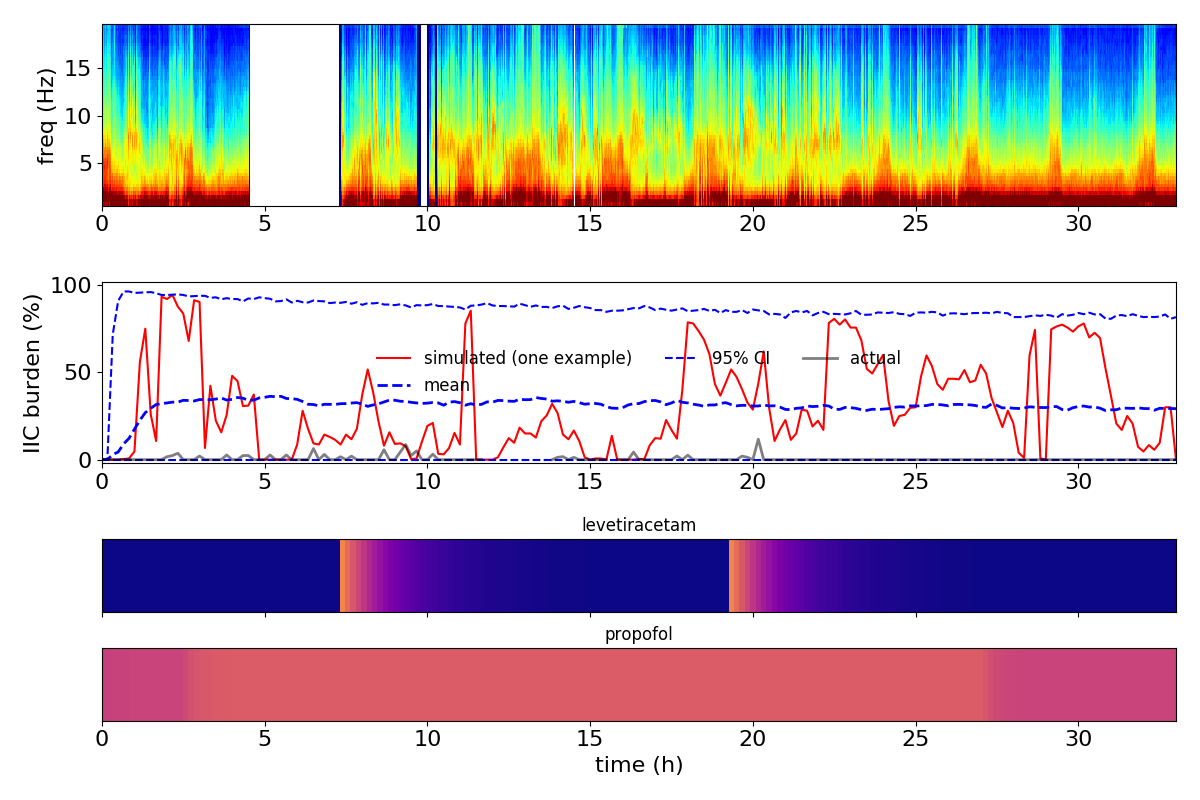 freq (Hz)
15
10
5
0 5 10 15 20 25 30
IIC burden (%)
100
50
0
simulated (one example) 95% CI actual
mean
0 5 10 15 20 25 30
levetiracetam
propofol
0 5 10 15 20 25 30
time (h)